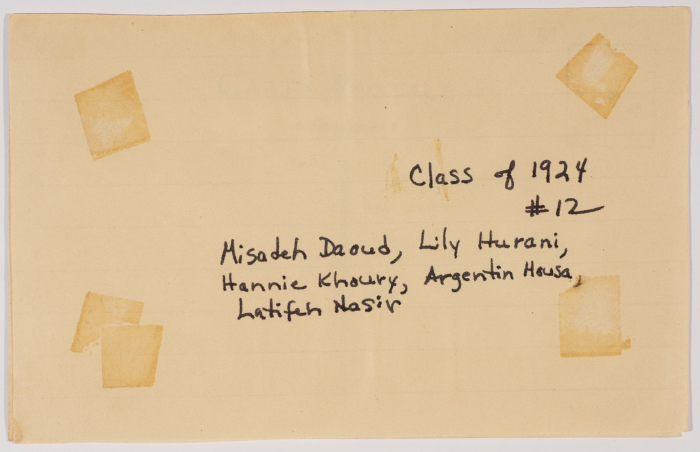 Class of 1924
#12
Misadeh Daoud, Lily Hurani,
Hannie Khoury, Argentin Housa,
Latifeh Nasir